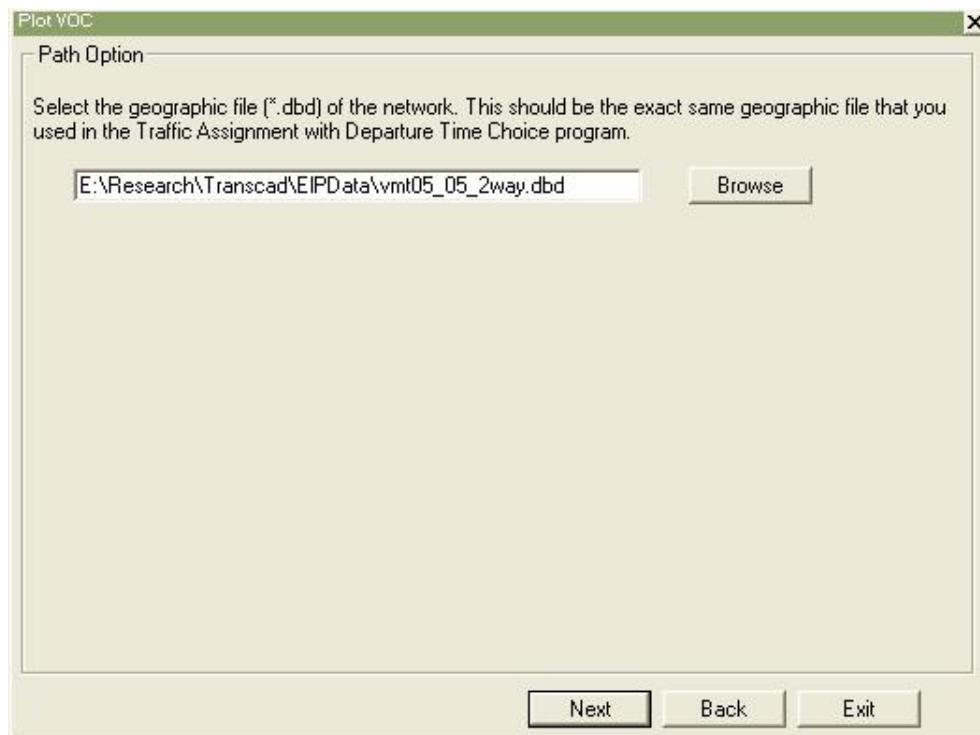 Plot VOC
Path Option
Select the geographic file (*.dbd) of the network. This should be the exact same geographic file that you
used in the Traffic Assignment with Departure Time Choice program.
E:\Research\Transcad\EIPData\vmt05_05_2way.dbd
Browse
Next Back Exit